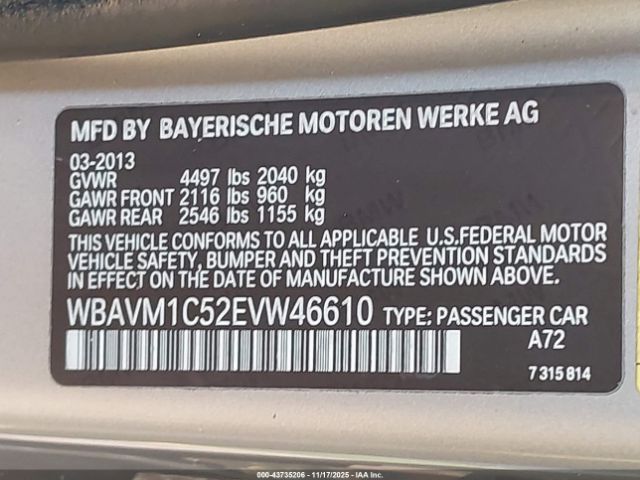 MFD BY BAYERISCHE MOTOREN WERKE AG
03-2013
GVWR 4497 lbs 2040 kg
GAWR FRONT 2116 lbs 960 kg
GAWR REAR 2546 lbs 1155 kg
THIS VEHICLE CONFORMS TO ALL APPLICABLE U.S.FEDERAL MOTOR
VEHICLE SAFETY, BUMPER AND THEFT PREVENTION STANDARDS
IN EFFECT ON THE DATE OF MANUFACTURE SHOWN ABOVE.
WBAVM1C52EVW46610 TYPE: PASSENGER CAR
A72
7 315 814
000-43735206 - 11/17/2025 - IAA Inc.